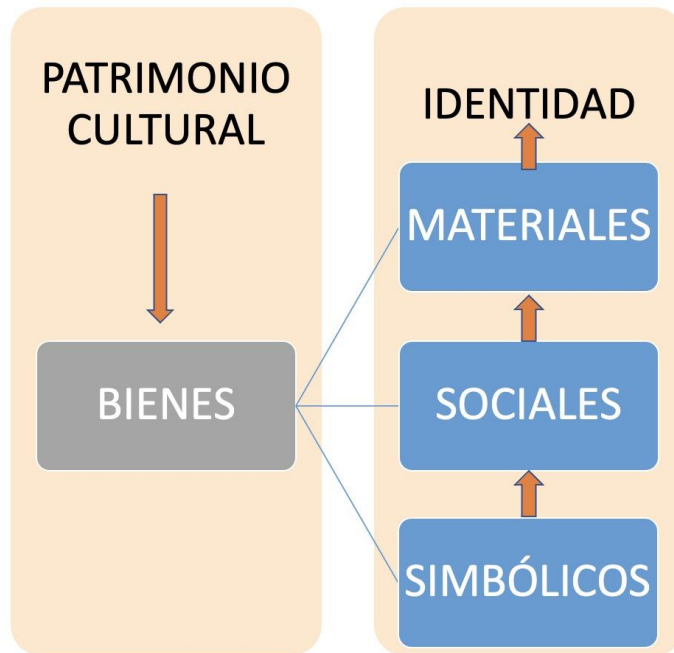 PATRIMONIO
CULTURAL
BIENES
IDENTIDAD
MATERIALES
SOCIALES
SIMBÓLICOS